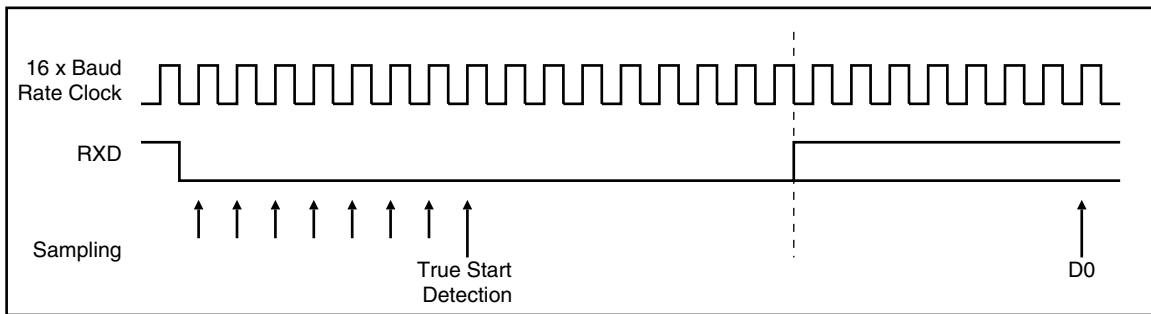 16 x Baud
Rate Clock
RXD
Sampling
True Start
Detection
D0